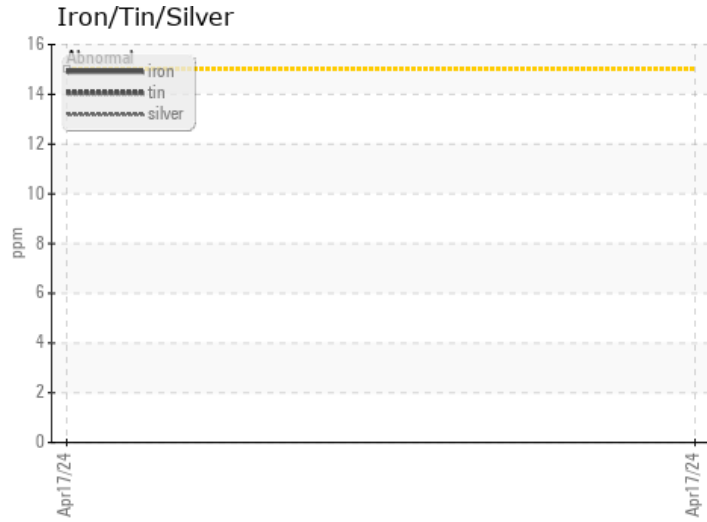 Iron/Tin/Silver
16
Abnormal
iron
14
tin
silver
12
10
8
ppm
6
4
2
0
Apr17/24
Apr17/24